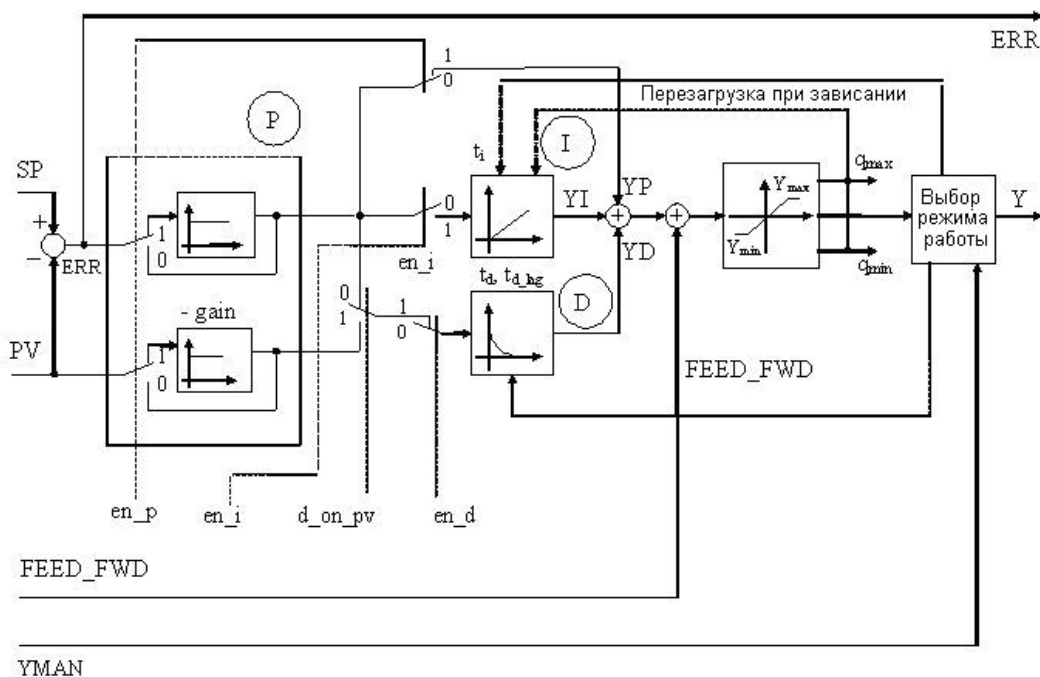 ERR
1
0
P
Перезагрузка при зависании
SP
+
−
ERR
1
0
t_i
I
q_max
YI
YP
Y_max
Y_min
Выбор
режима
работы
Y
0
1
en_i
YD
q_min
- gain
t_d, t_d_lag
D
0
1
1
0
PV
1
0
FEED_FWD
en_p
en_i
d_on_pv
en_d
+
+
FEED_FWD
YMAN